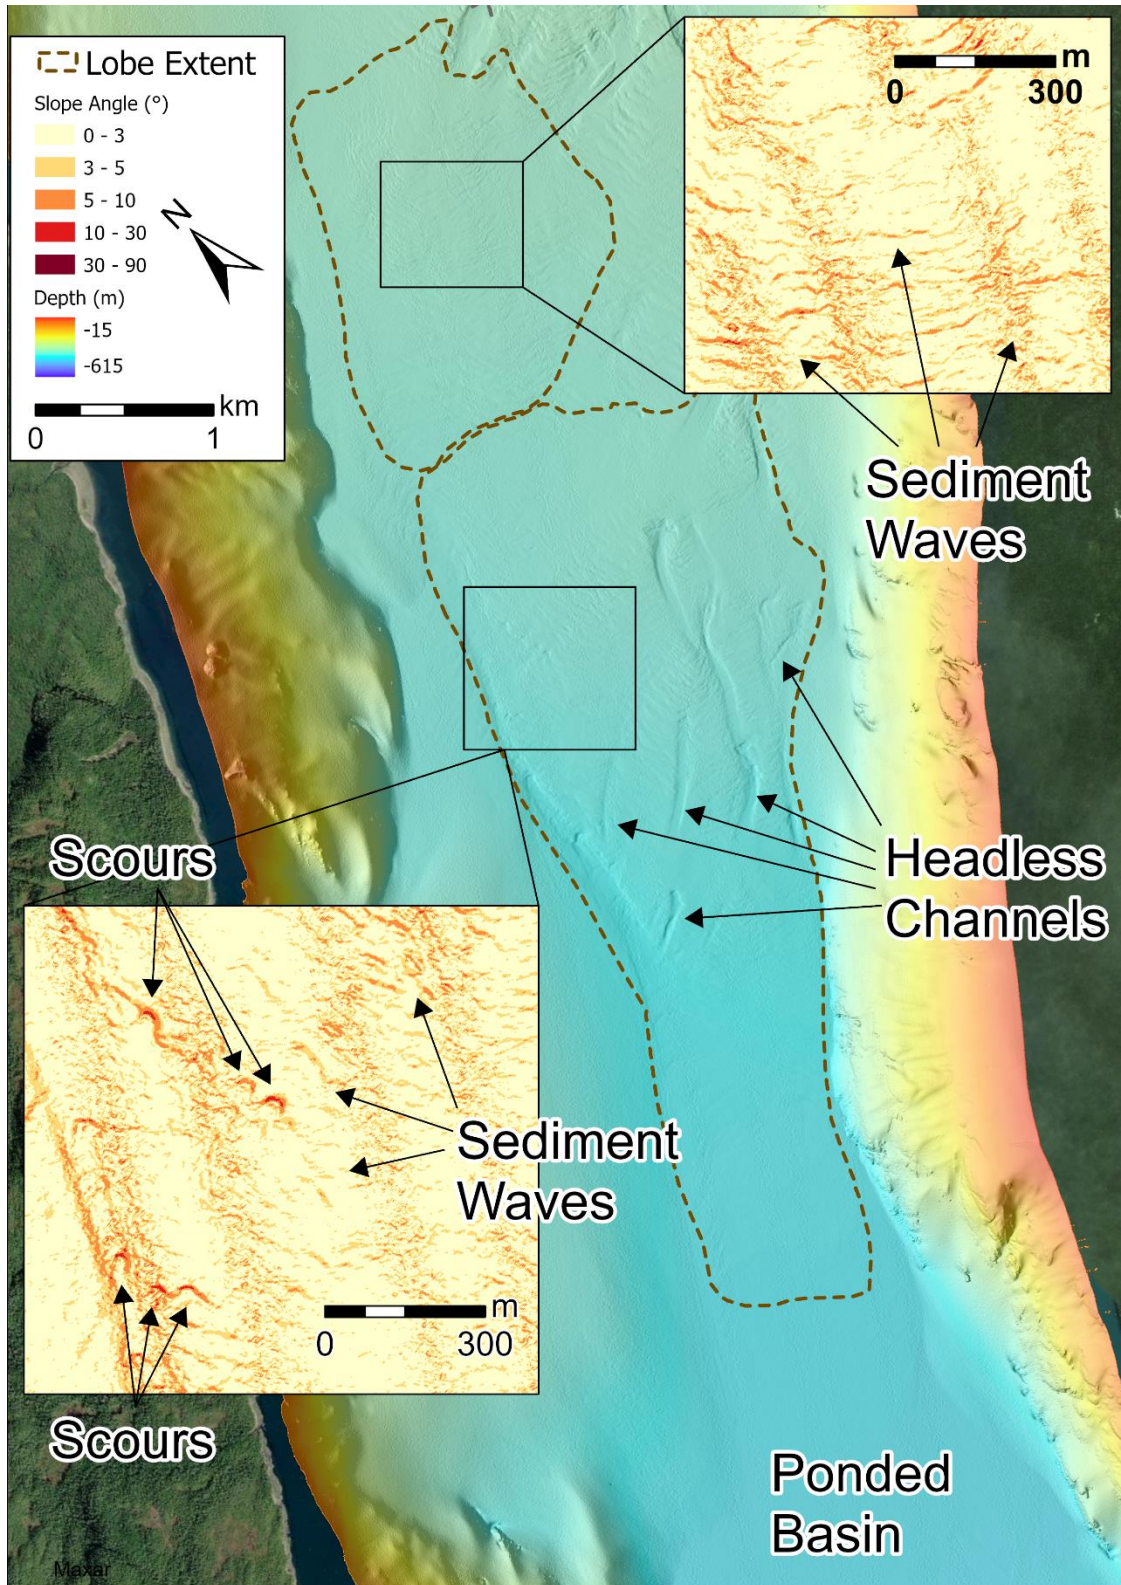 Lobe Extent
Slope Angle (°)
0 - 3
3 - 5
5 - 10
10 - 30
30 - 90
Depth (m)
-15
-615
N
km
0 1
m
0 300
Sediment
Waves
Scours
Headless
Channels
Sediment
Waves
m
0 300
Scours
Ponded
Basin
Maxar